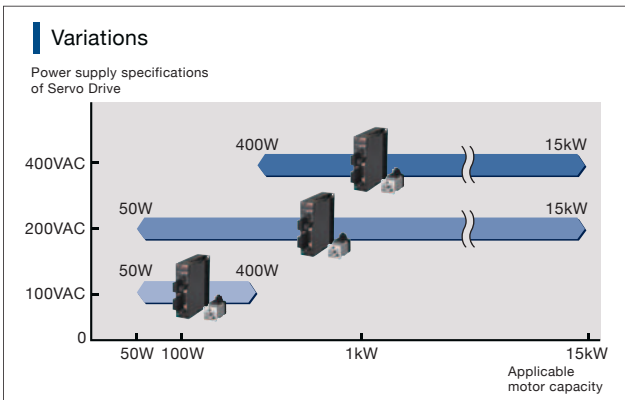 Variations
Power supply specifications
of Servo Drive
400W
15kW
400VAC
50W
15kW
200VAC
50W
400W
100VAC
0
50W 100W
1kW
15kW
Applicable
motor capacity